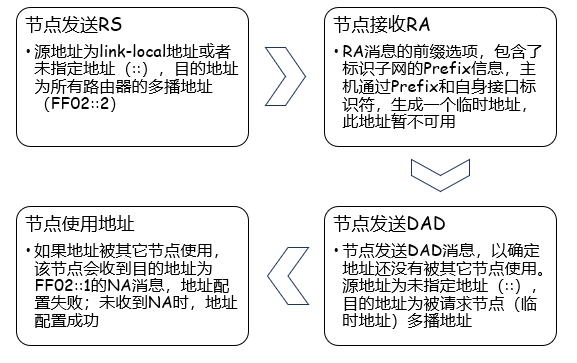 节点发送RS
•源地址为link-local地址或者
未指定地址（::），目的地址
为所有路由器的多播地址
（FF02::2）
节点接收RA
•RA消息的前缀选项，包含了
标识子网的Prefix信息，主
机通过Prefix和自身接口标
识符，生成一个临时地址，
此地址暂不可用
节点发送DAD
•节点发送DAD消息，以确定
地址还没有被其它节点使用。
源地址为未指定地址（::），
目的地址为被请求节点（临
时地址）多播地址
节点使用地址
•如果地址被其它节点使用，
该节点会收到目的地址为
FF02::1的NA消息，地址配
置失败；未收到NA时，地址
配置成功